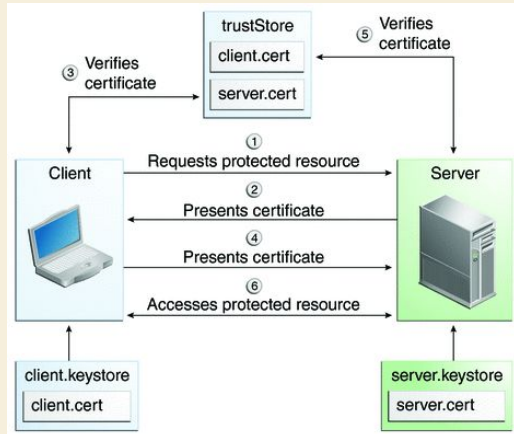 trustStore
client.cert
server.cert
③ Verifies
certificate
⑤ Verifies
certificate
①
Requests protected resource
Client
Server
②
Presents certificate
④
Presents certificate
⑥
Accesses protected resource
client.keystore
client.cert
server.keystore
server.cert